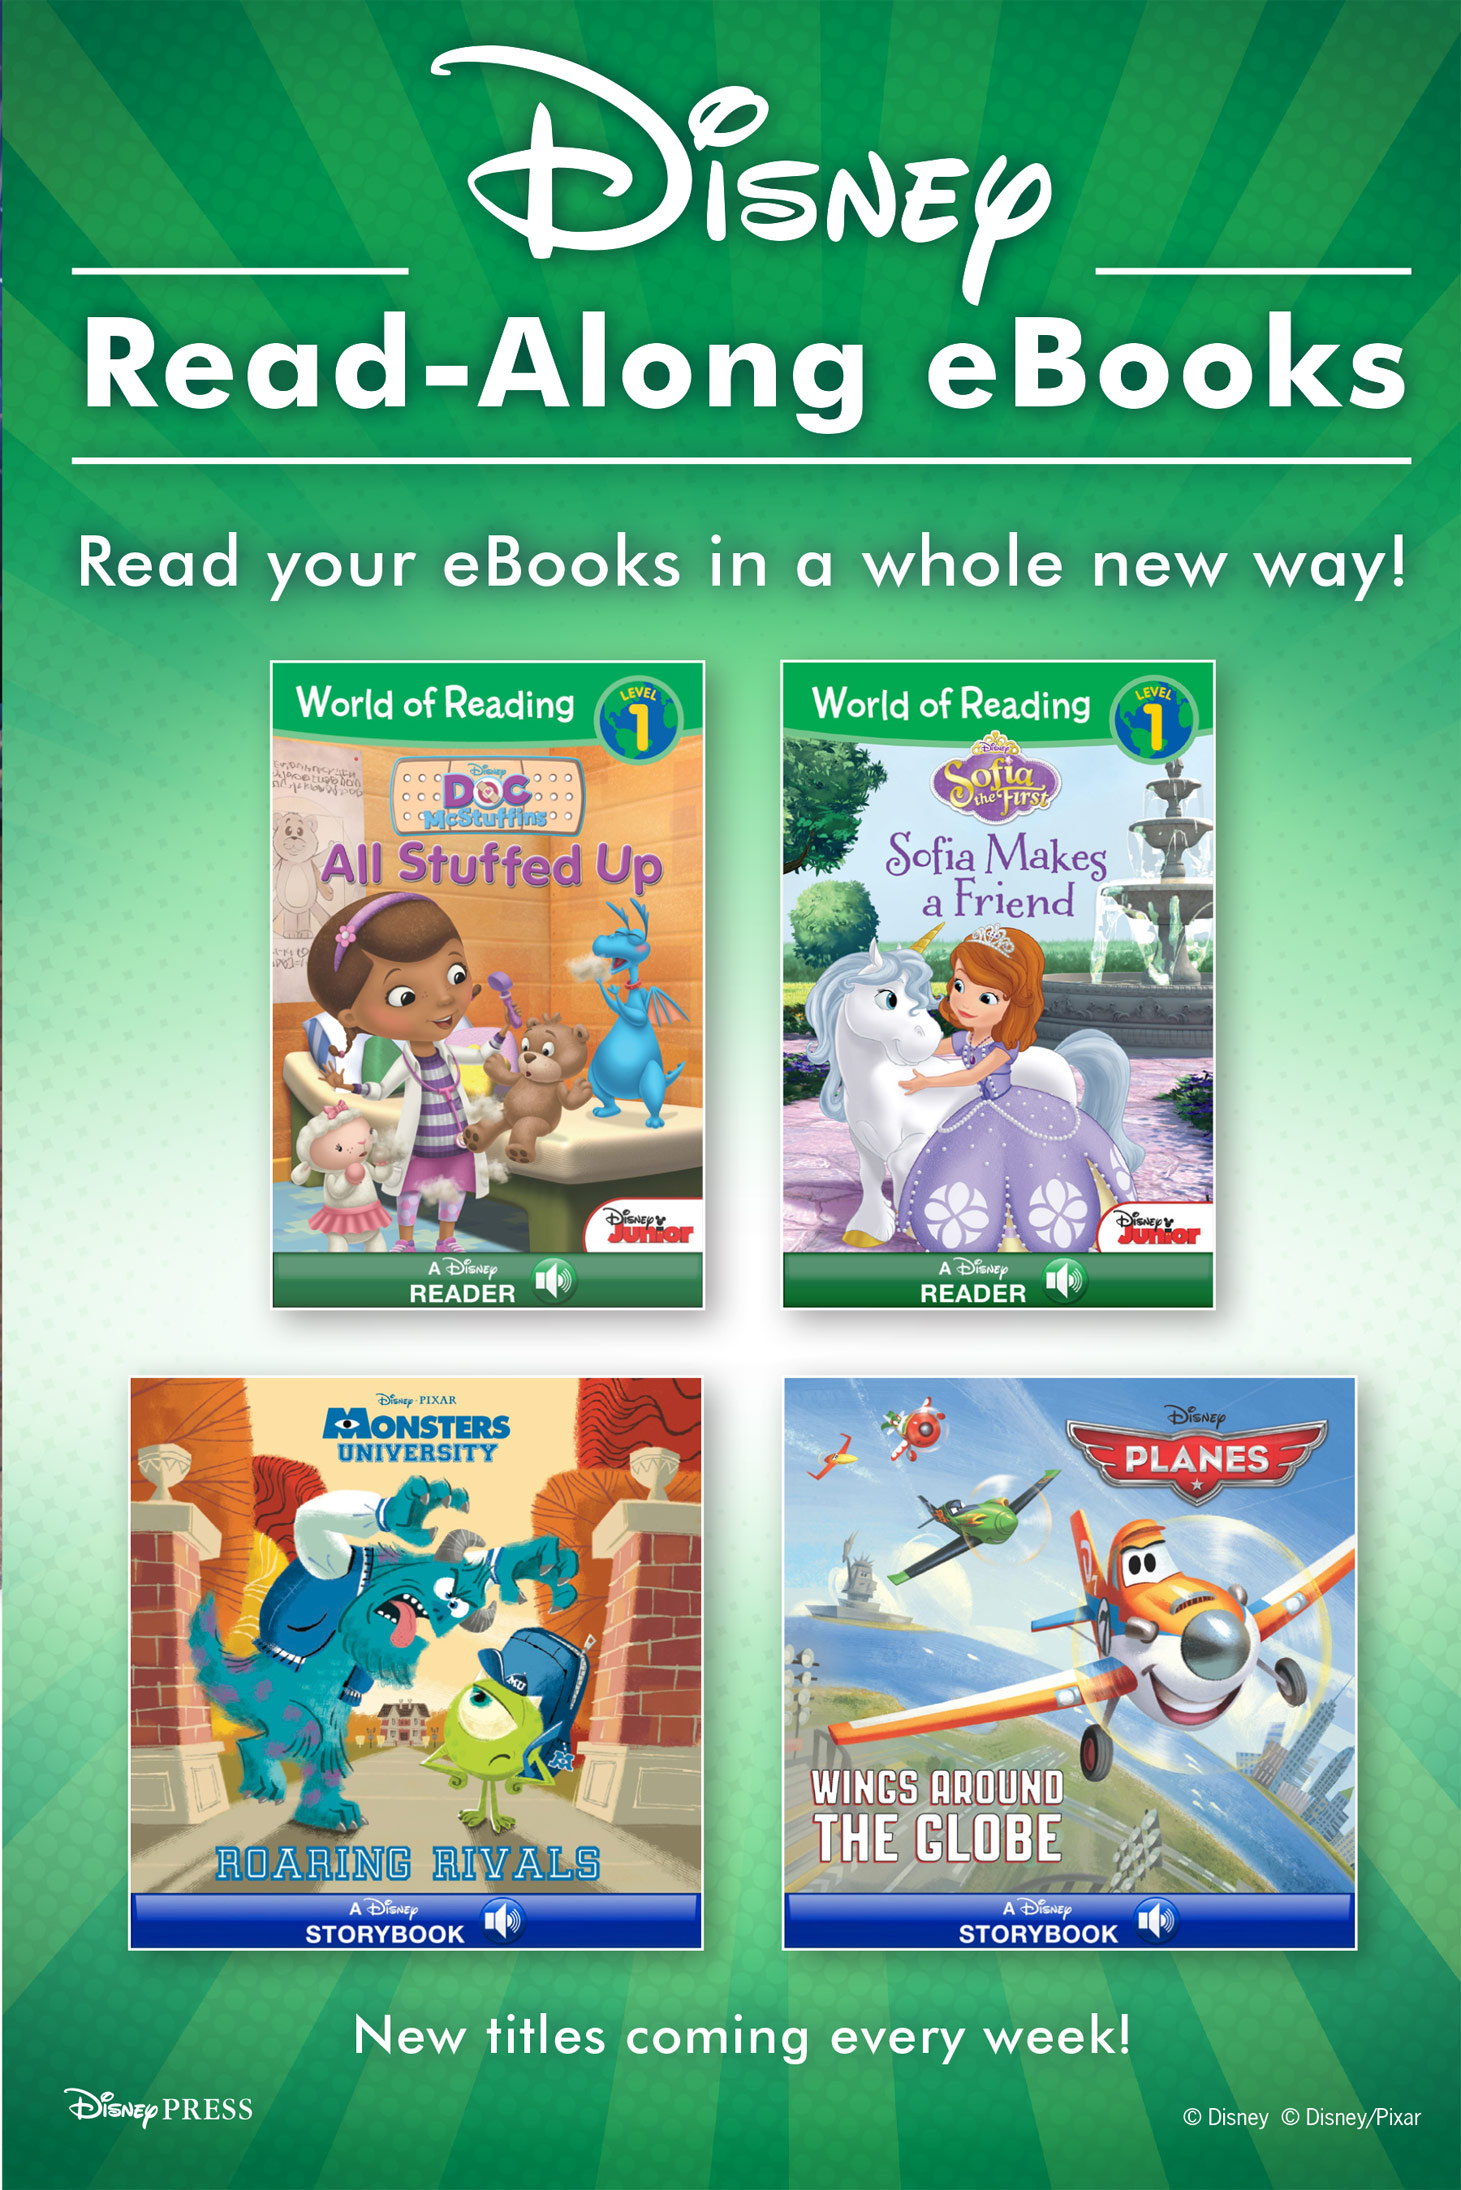 Disney
Read-Along eBooks
Read your eBooks in a whole new way!
World of Reading
LEVEL
1
Disney
DOC
McStuffins
All Stuffed Up
Disney
Junior
A Disney
READER
World of Reading
LEVEL
1
Disney
Sofia
the First
Sofia Makes
a Friend
Disney
Junior
A Disney
READER
Disney · PIXAR
MONSTERS
UNIVERSITY
MU
M
ROARING RIVALS
A Disney
STORYBOOK
Disney
PLANES
7
WINGS AROUND
THE GLOBE
A Disney
STORYBOOK
New titles coming every week!
Disney PRESS
© Disney © Disney/Pixar